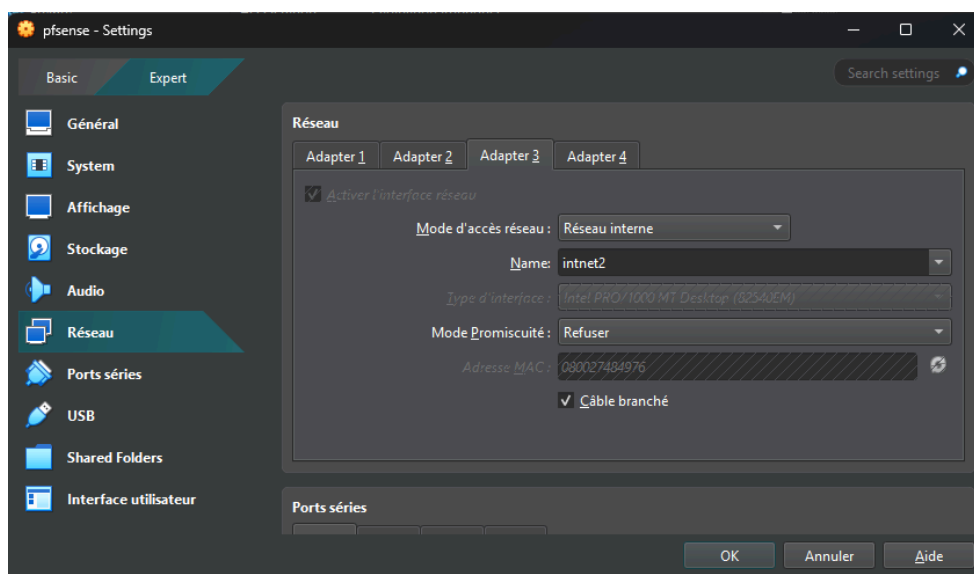 pfsense - Settings
Basic
Expert
Search settings
Général
System
Affichage
Stockage
Audio
Réseau
Ports séries
USB
Shared Folders
Interface utilisateur
Réseau
Adapter 1
Adapter 2
Adapter 3
Adapter 4
Activer l'interface réseau
Mode d'accès réseau : Réseau interne
Name: intnet2
Type d'interface : Intel PRO/1000 MT Desktop (82540EM)
Mode Promiscuité : Refuser
Adresse MAC : 080027484976
Câble branché
Ports séries
OK
Annuler
Aide